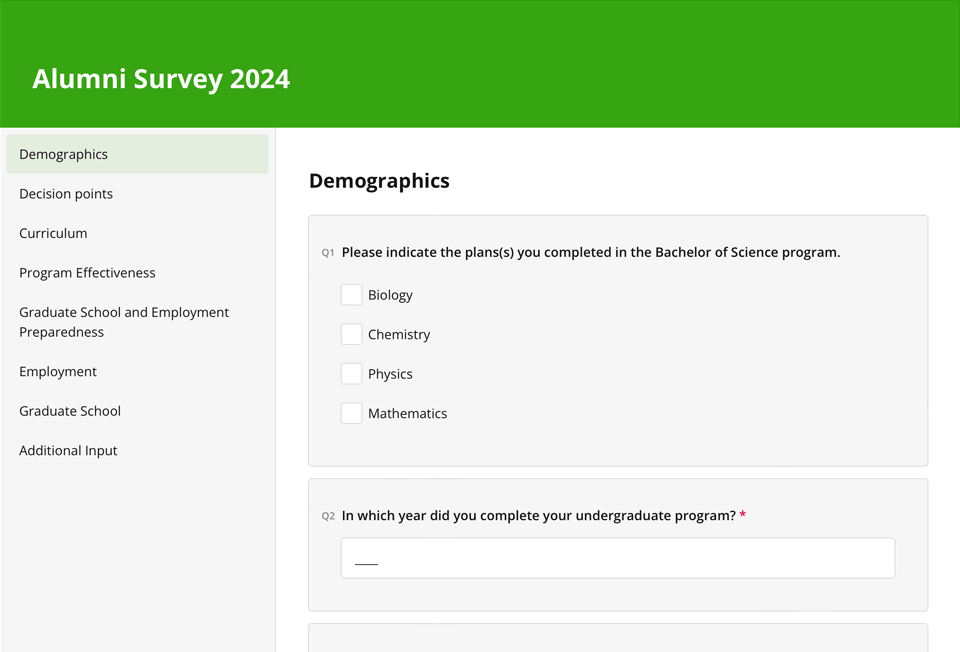 Alumni Survey 2024
Demographics
Decision points
Curriculum
Program Effectiveness
Graduate School and Employment
Preparedness
Employment
Graduate School
Additional Input
Demographics
Q1 Please indicate the plans(s) you completed in the Bachelor of Science program.
Biology
Chemistry
Physics
Mathematics
Q2 In which year did you complete your undergraduate program? *
____